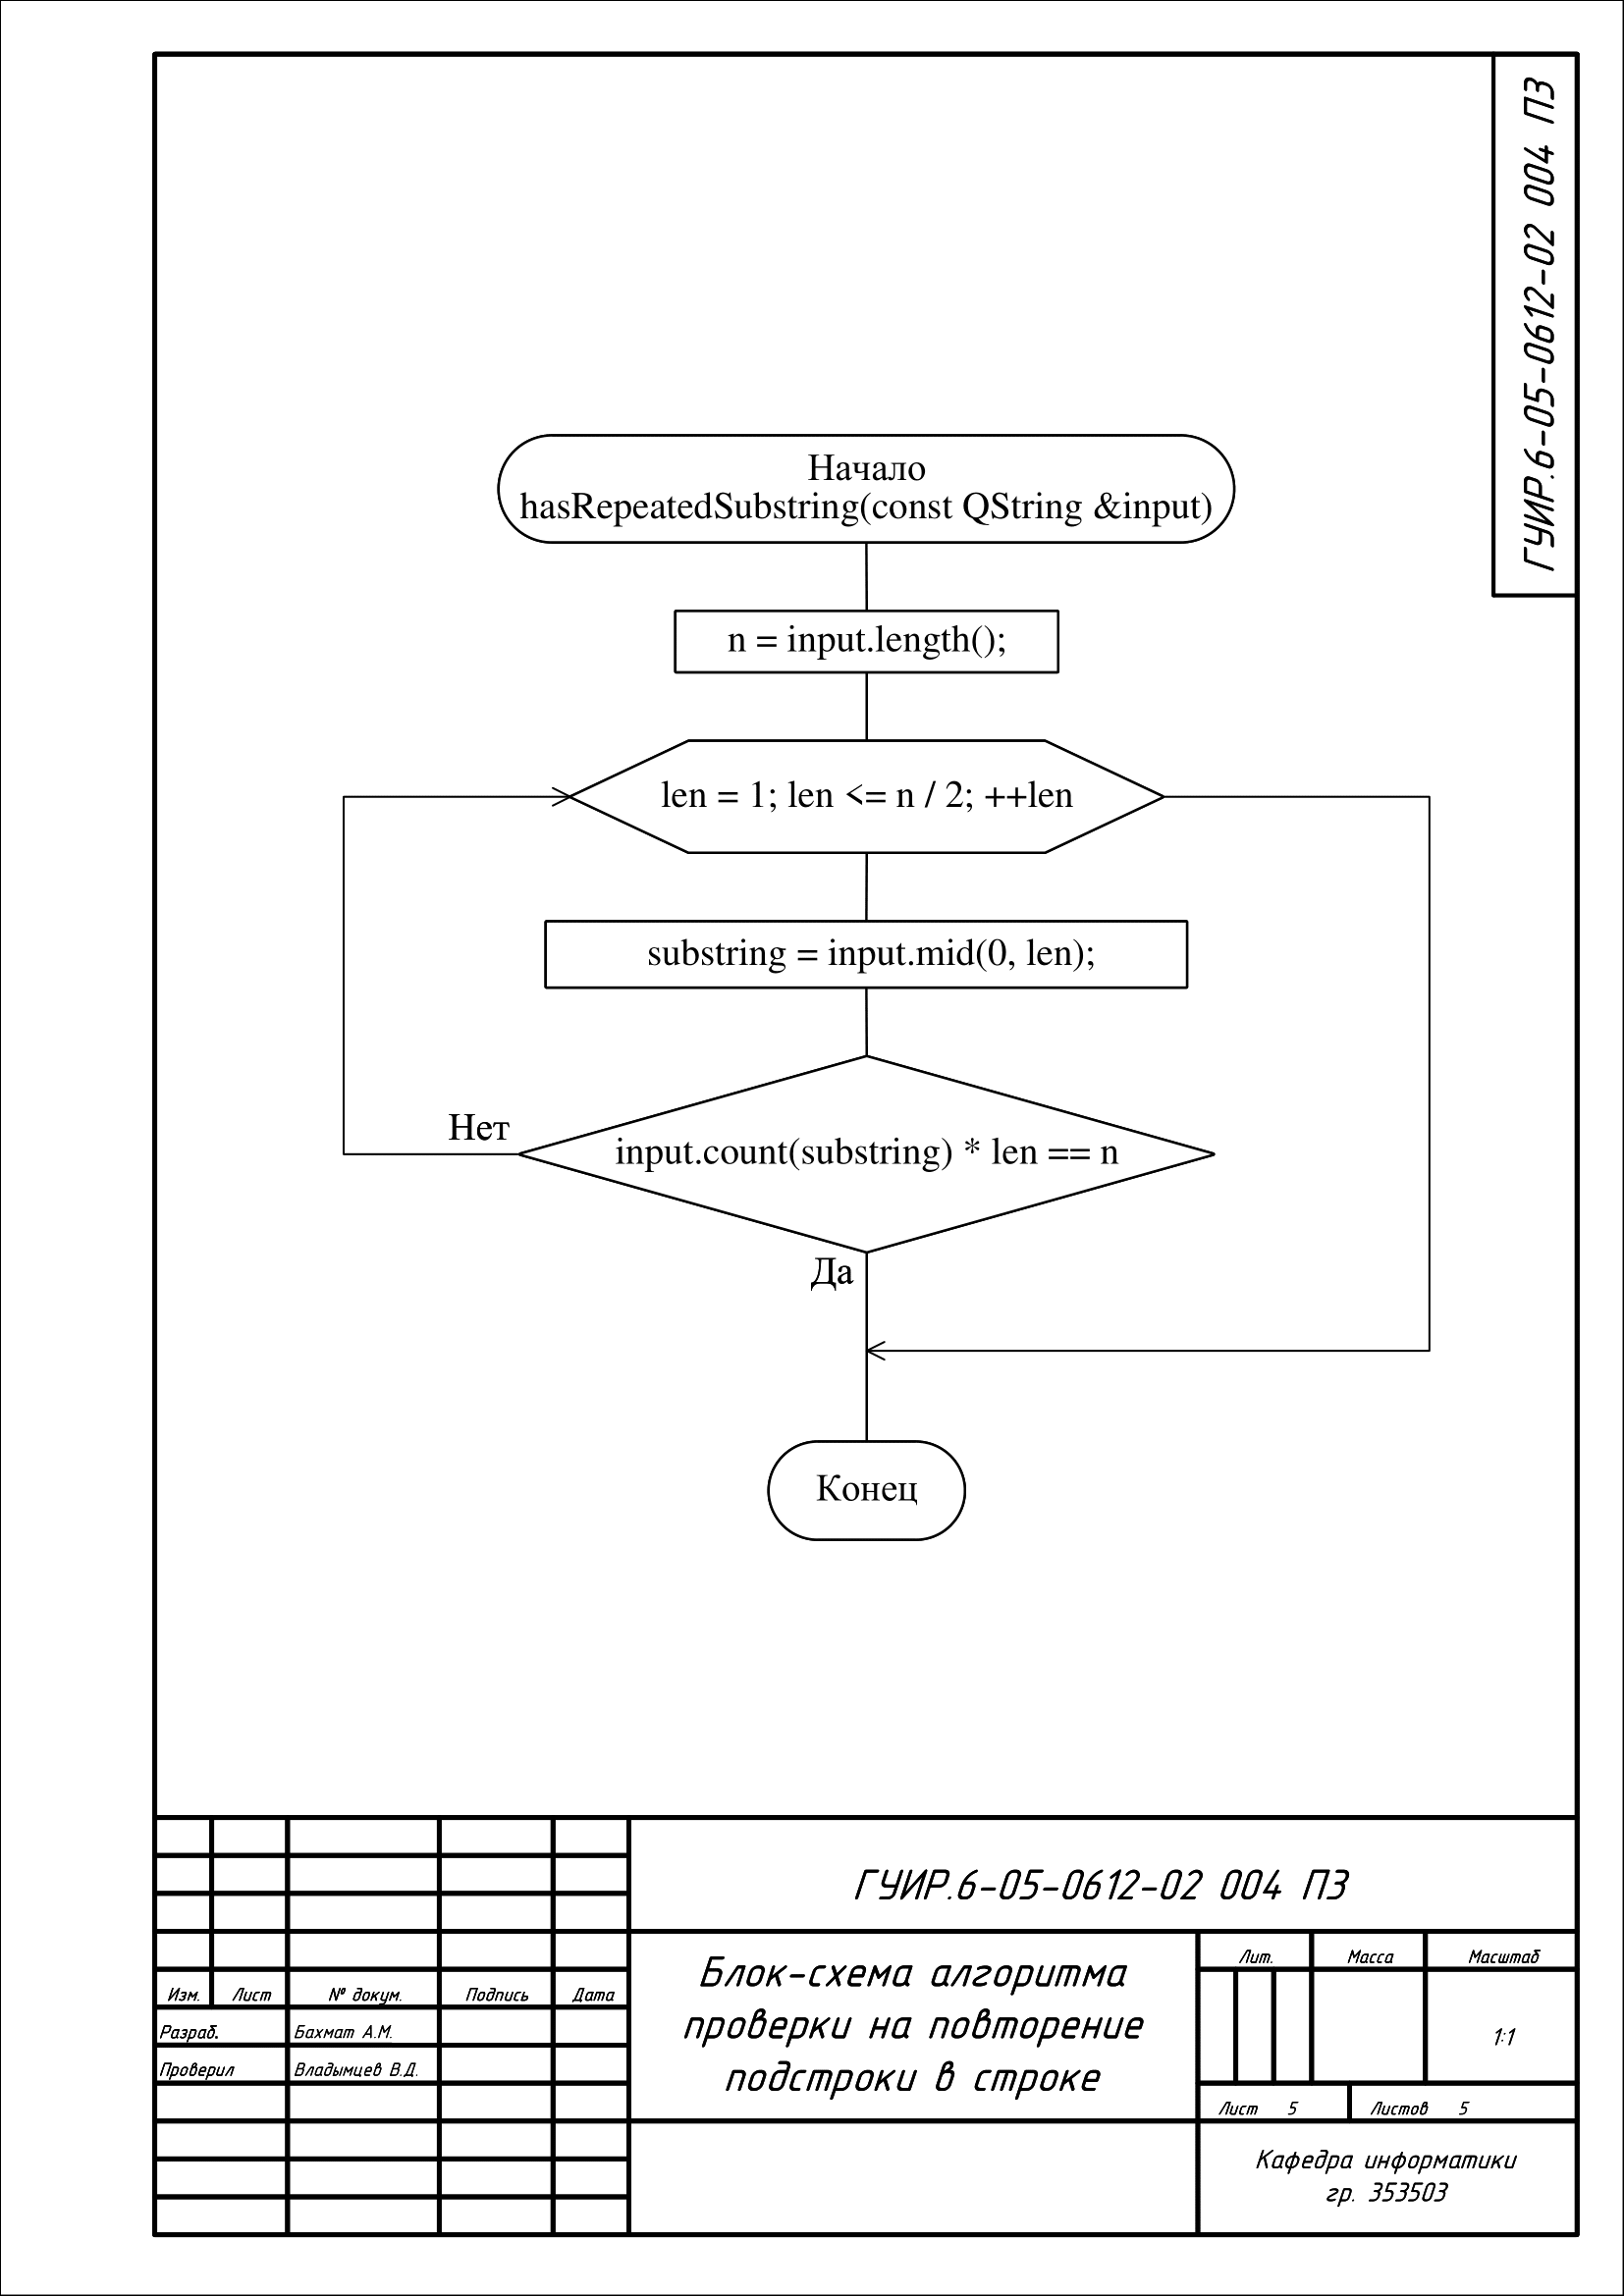 ГУИР.6-05-0612-02 004 ПЗ
Начало
hasRepeatedSubstring(const QString &input)
n = input.length();
len = 1; len <= n / 2; ++len
substring = input.mid(0, len);
Нет
input.count(substring) * len == n
Да
Конец
ГУИР.6-05-0612-02 004 ПЗ
Блок-схема алгоритма
проверки на повторение
подстроки в строке
Лит. Масса Масштаб
1:1
Лист 5 Листов 5
Изм. Лист № докум. Подпись Дата
Разраб. Бахмат А.М.
Проверил Владымцев В.Д.
Кафедра информатики
гр. 353503